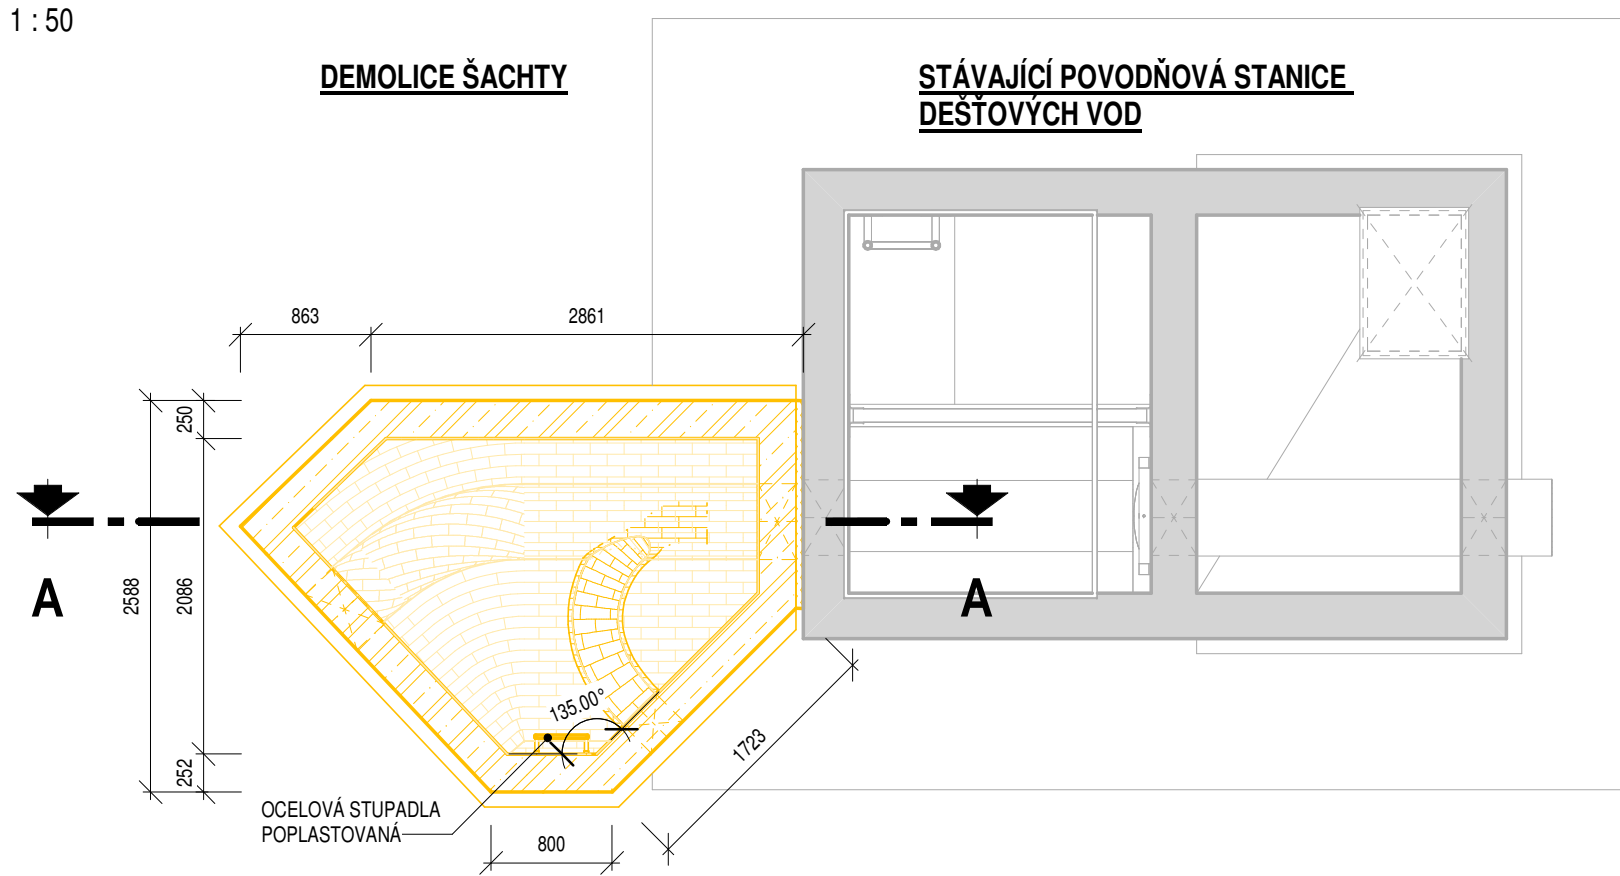 1 : 50
DEMOLICE ŠACHTY
STÁVAJÍCÍ POVODŇOVÁ STANICE
DEŠŤOVÝCH VOD
863
2861
250
2588
2086
252
A
A
135.00°
1723
OCELOVÁ STUPADLA
POPLASTOVANÁ
800